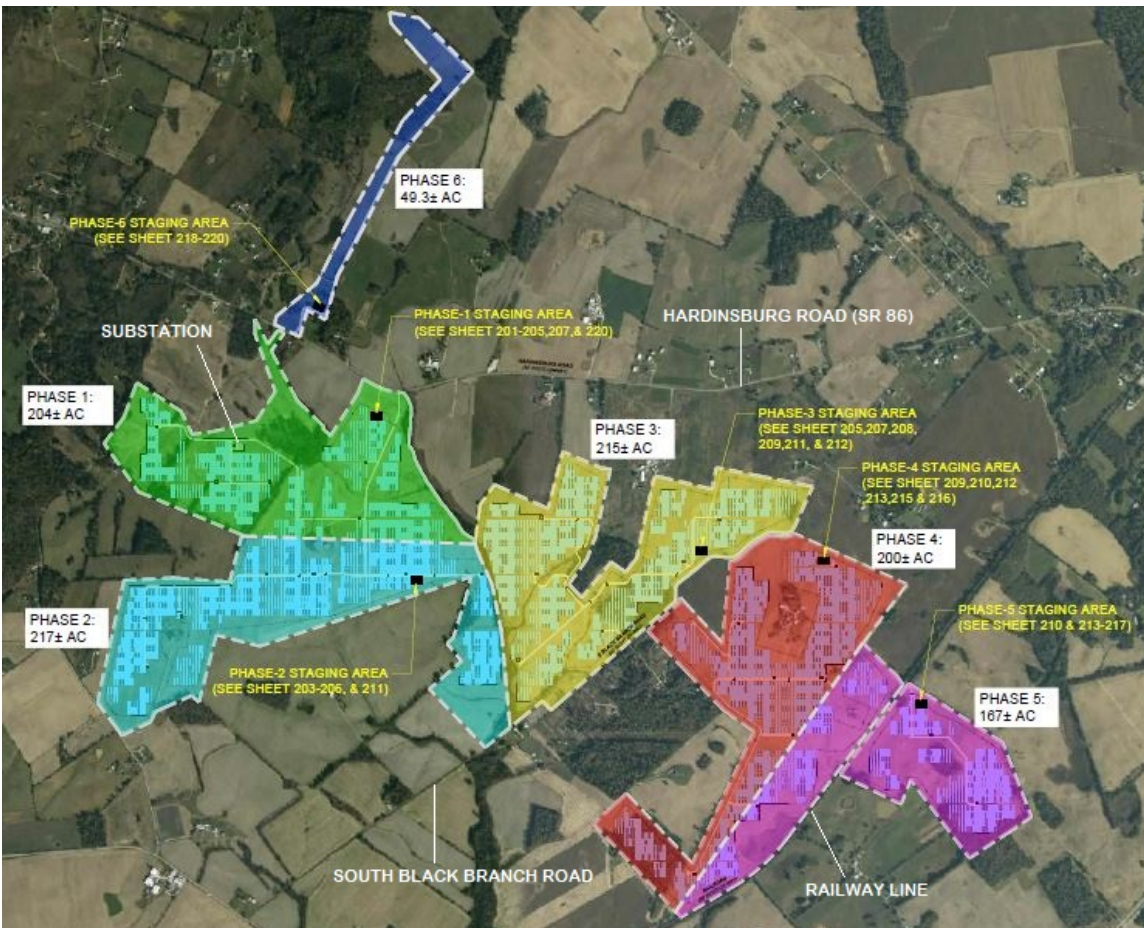 PHASE 6:
49.3± AC
PHASE-6 STAGING AREA
(SEE SHEET 218-220)
SUBSTATION
PHASE-1 STAGING AREA
(SEE SHEET 201-205,207,& 220)
HARDINSBURG ROAD (SR 86)
HARDINSBURG ROAD
PHASE 1:
204± AC
PHASE 3:
215± AC
PHASE-3 STAGING AREA
(SEE SHEET 205,207,208,
209,211, & 212)
PHASE-4 STAGING AREA
(SEE SHEET 209,210,212
,213,215 & 216)
PHASE 4:
200± AC
PHASE 2:
217± AC
PHASE-2 STAGING AREA
(SEE SHEET 203-206, & 211)
PHASE-5 STAGING AREA
(SEE SHEET 210 & 213-217)
PHASE 5:
167± AC
SOUTH BLACK BRANCH ROAD
RAILWAY LINE